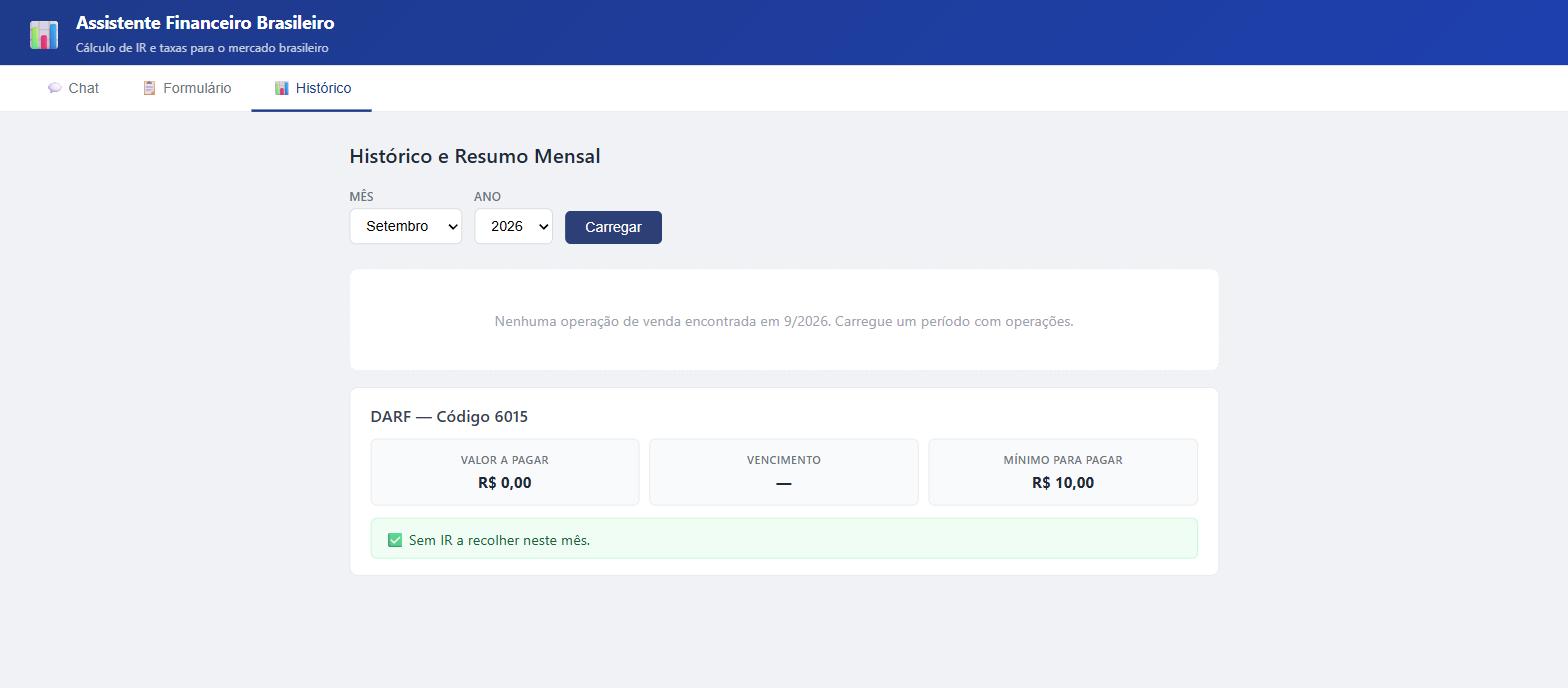 Assistente Financeiro Brasileiro
Cálculo de IR e taxas para o mercado brasileiro
Chat
Formulário
Histórico
Histórico e Resumo Mensal
MÊS
ANO
Setembro
2026
Carregar
Nenhuma operação de venda encontrada em 9/2026. Carregue um período com operações.
DARF — Código 6015
VALOR A PAGAR
R$ 0,00
VENCIMENTO
—
MÍNIMO PARA PAGAR
R$ 10,00
✅ Sem IR a recolher neste mês.